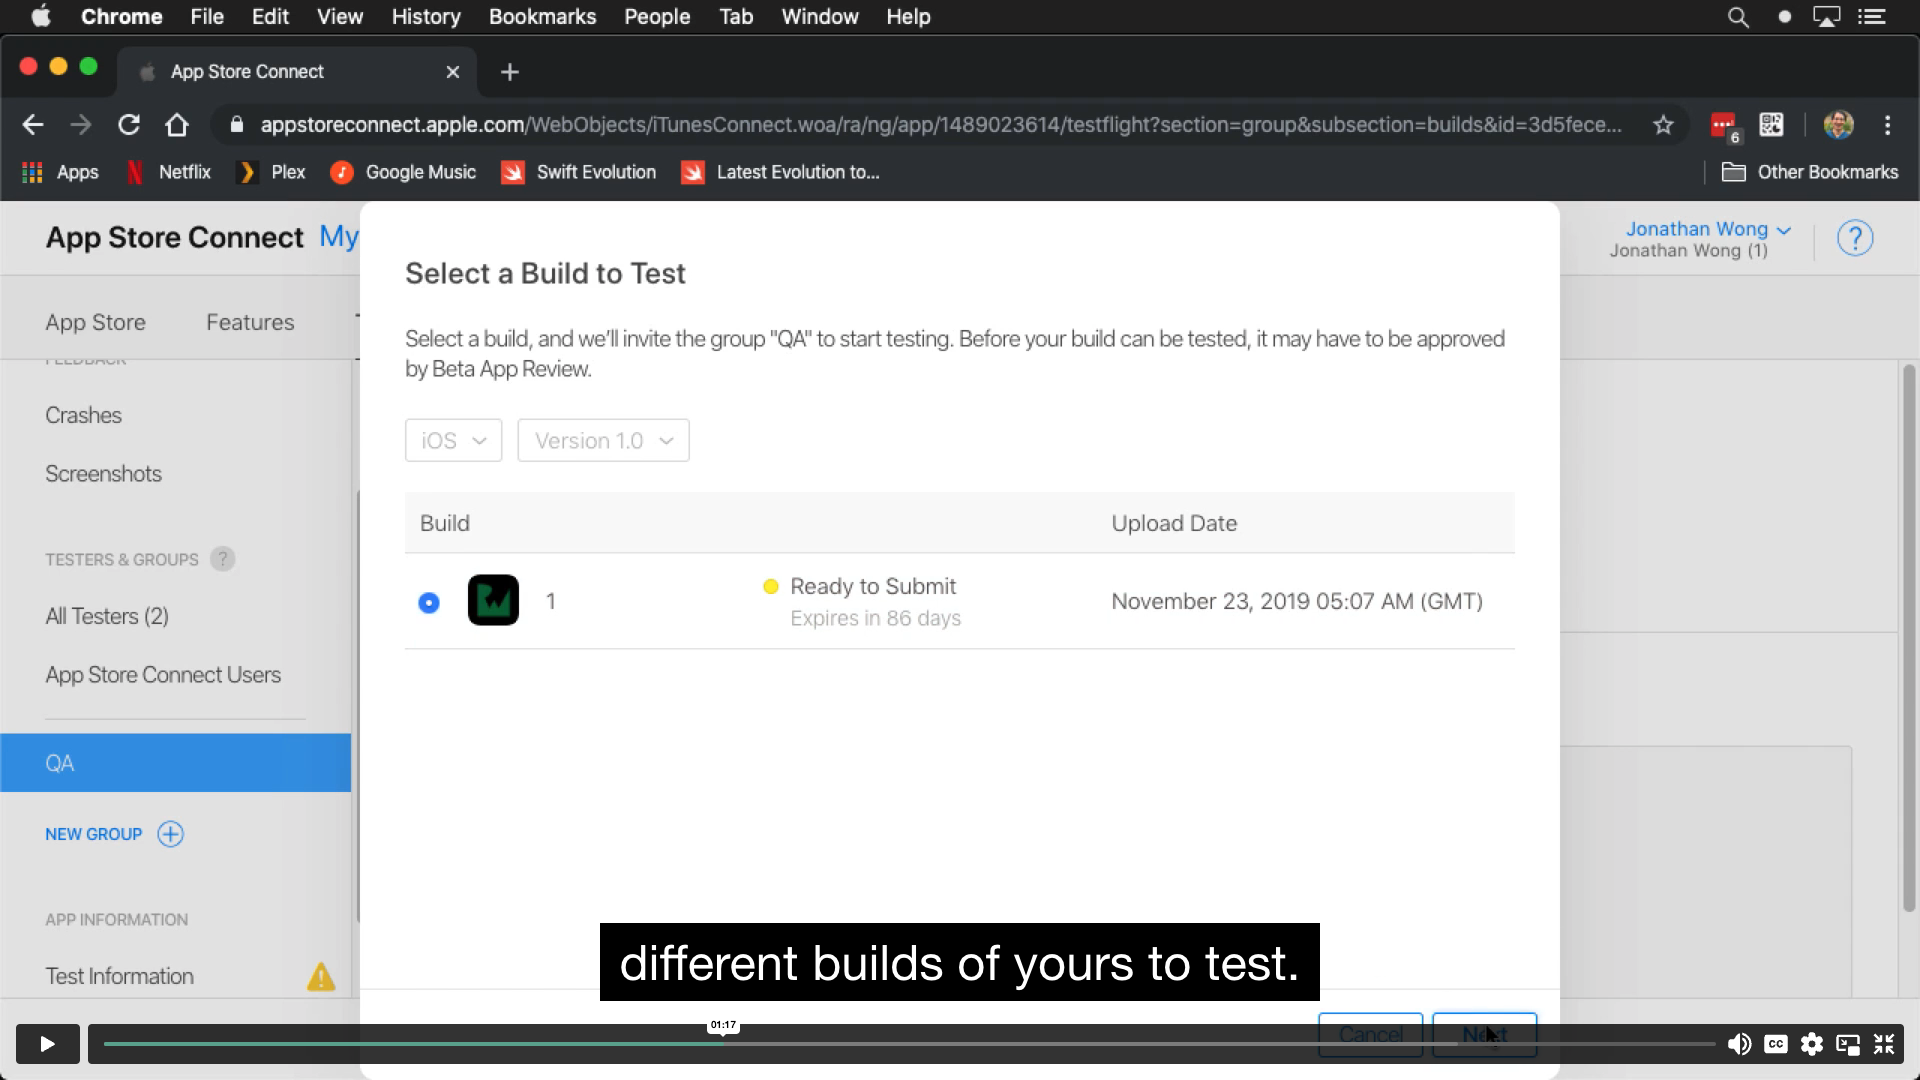 Chrome File Edit View History Bookmarks People Tab Window Help
App Store Connect
appstoreconnect.apple.com/WebObjects/iTunesConnect.woa/ra/ng/app/1489023614/testflight?section=group&subsection=builds&id=3d5fece...
6
Apps Netflix Plex Google Music Swift Evolution Latest Evolution to... Other Bookmarks
App Store Connect My
Jonathan Wong
Jonathan Wong (1)
?
App Store Features
FEEDBACK
Crashes
Screenshots
TESTERS & GROUPS ?
All Testers (2)
App Store Connect Users
QA
NEW GROUP
APP INFORMATION
Test Information
Select a Build to Test
Select a build, and we'll invite the group "QA" to start testing. Before your build can be tested, it may have to be approved
by Beta App Review.
iOS Version 1.0
Build Upload Date
1 Ready to Submit November 23, 2019 05:07 AM (GMT)
Expires in 86 days
different builds of yours to test.
Cancel Next
01:17
CC